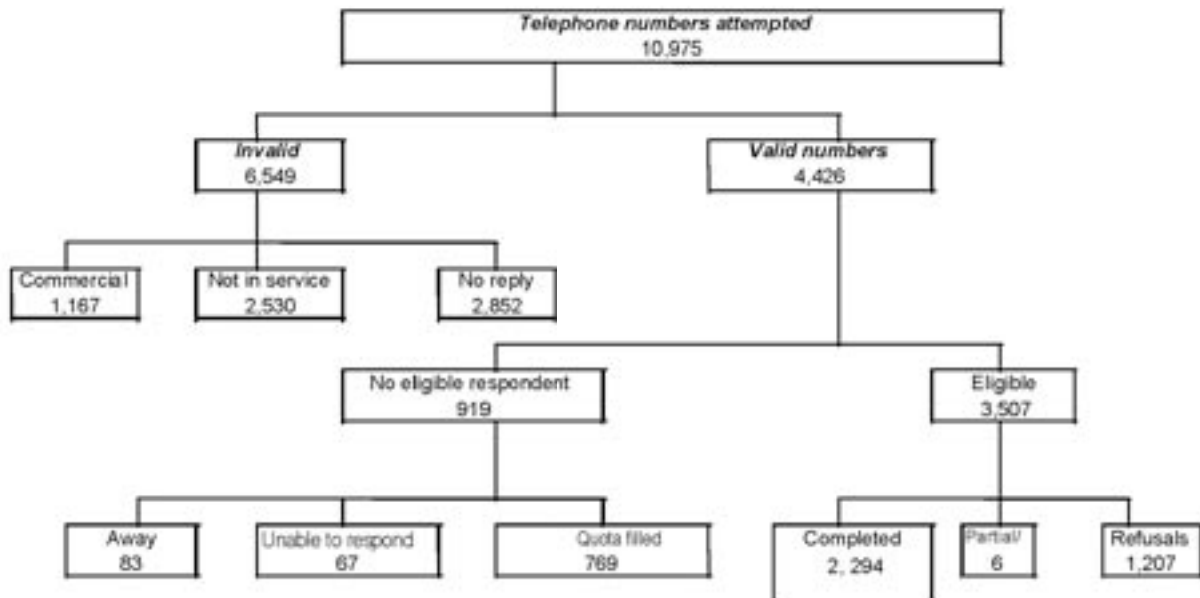 Telephone numbers attempted
10,975
Invalid
6,549
Valid numbers
4,426
Commercial
1,167
Not in service
2,530
No reply
2,852
No eligible respondent
919
Eligible
3,507
Away
83
Unable to respond
67
Quota filled
769
Completed
2, 294
Partial/
6
Refusals
1,207